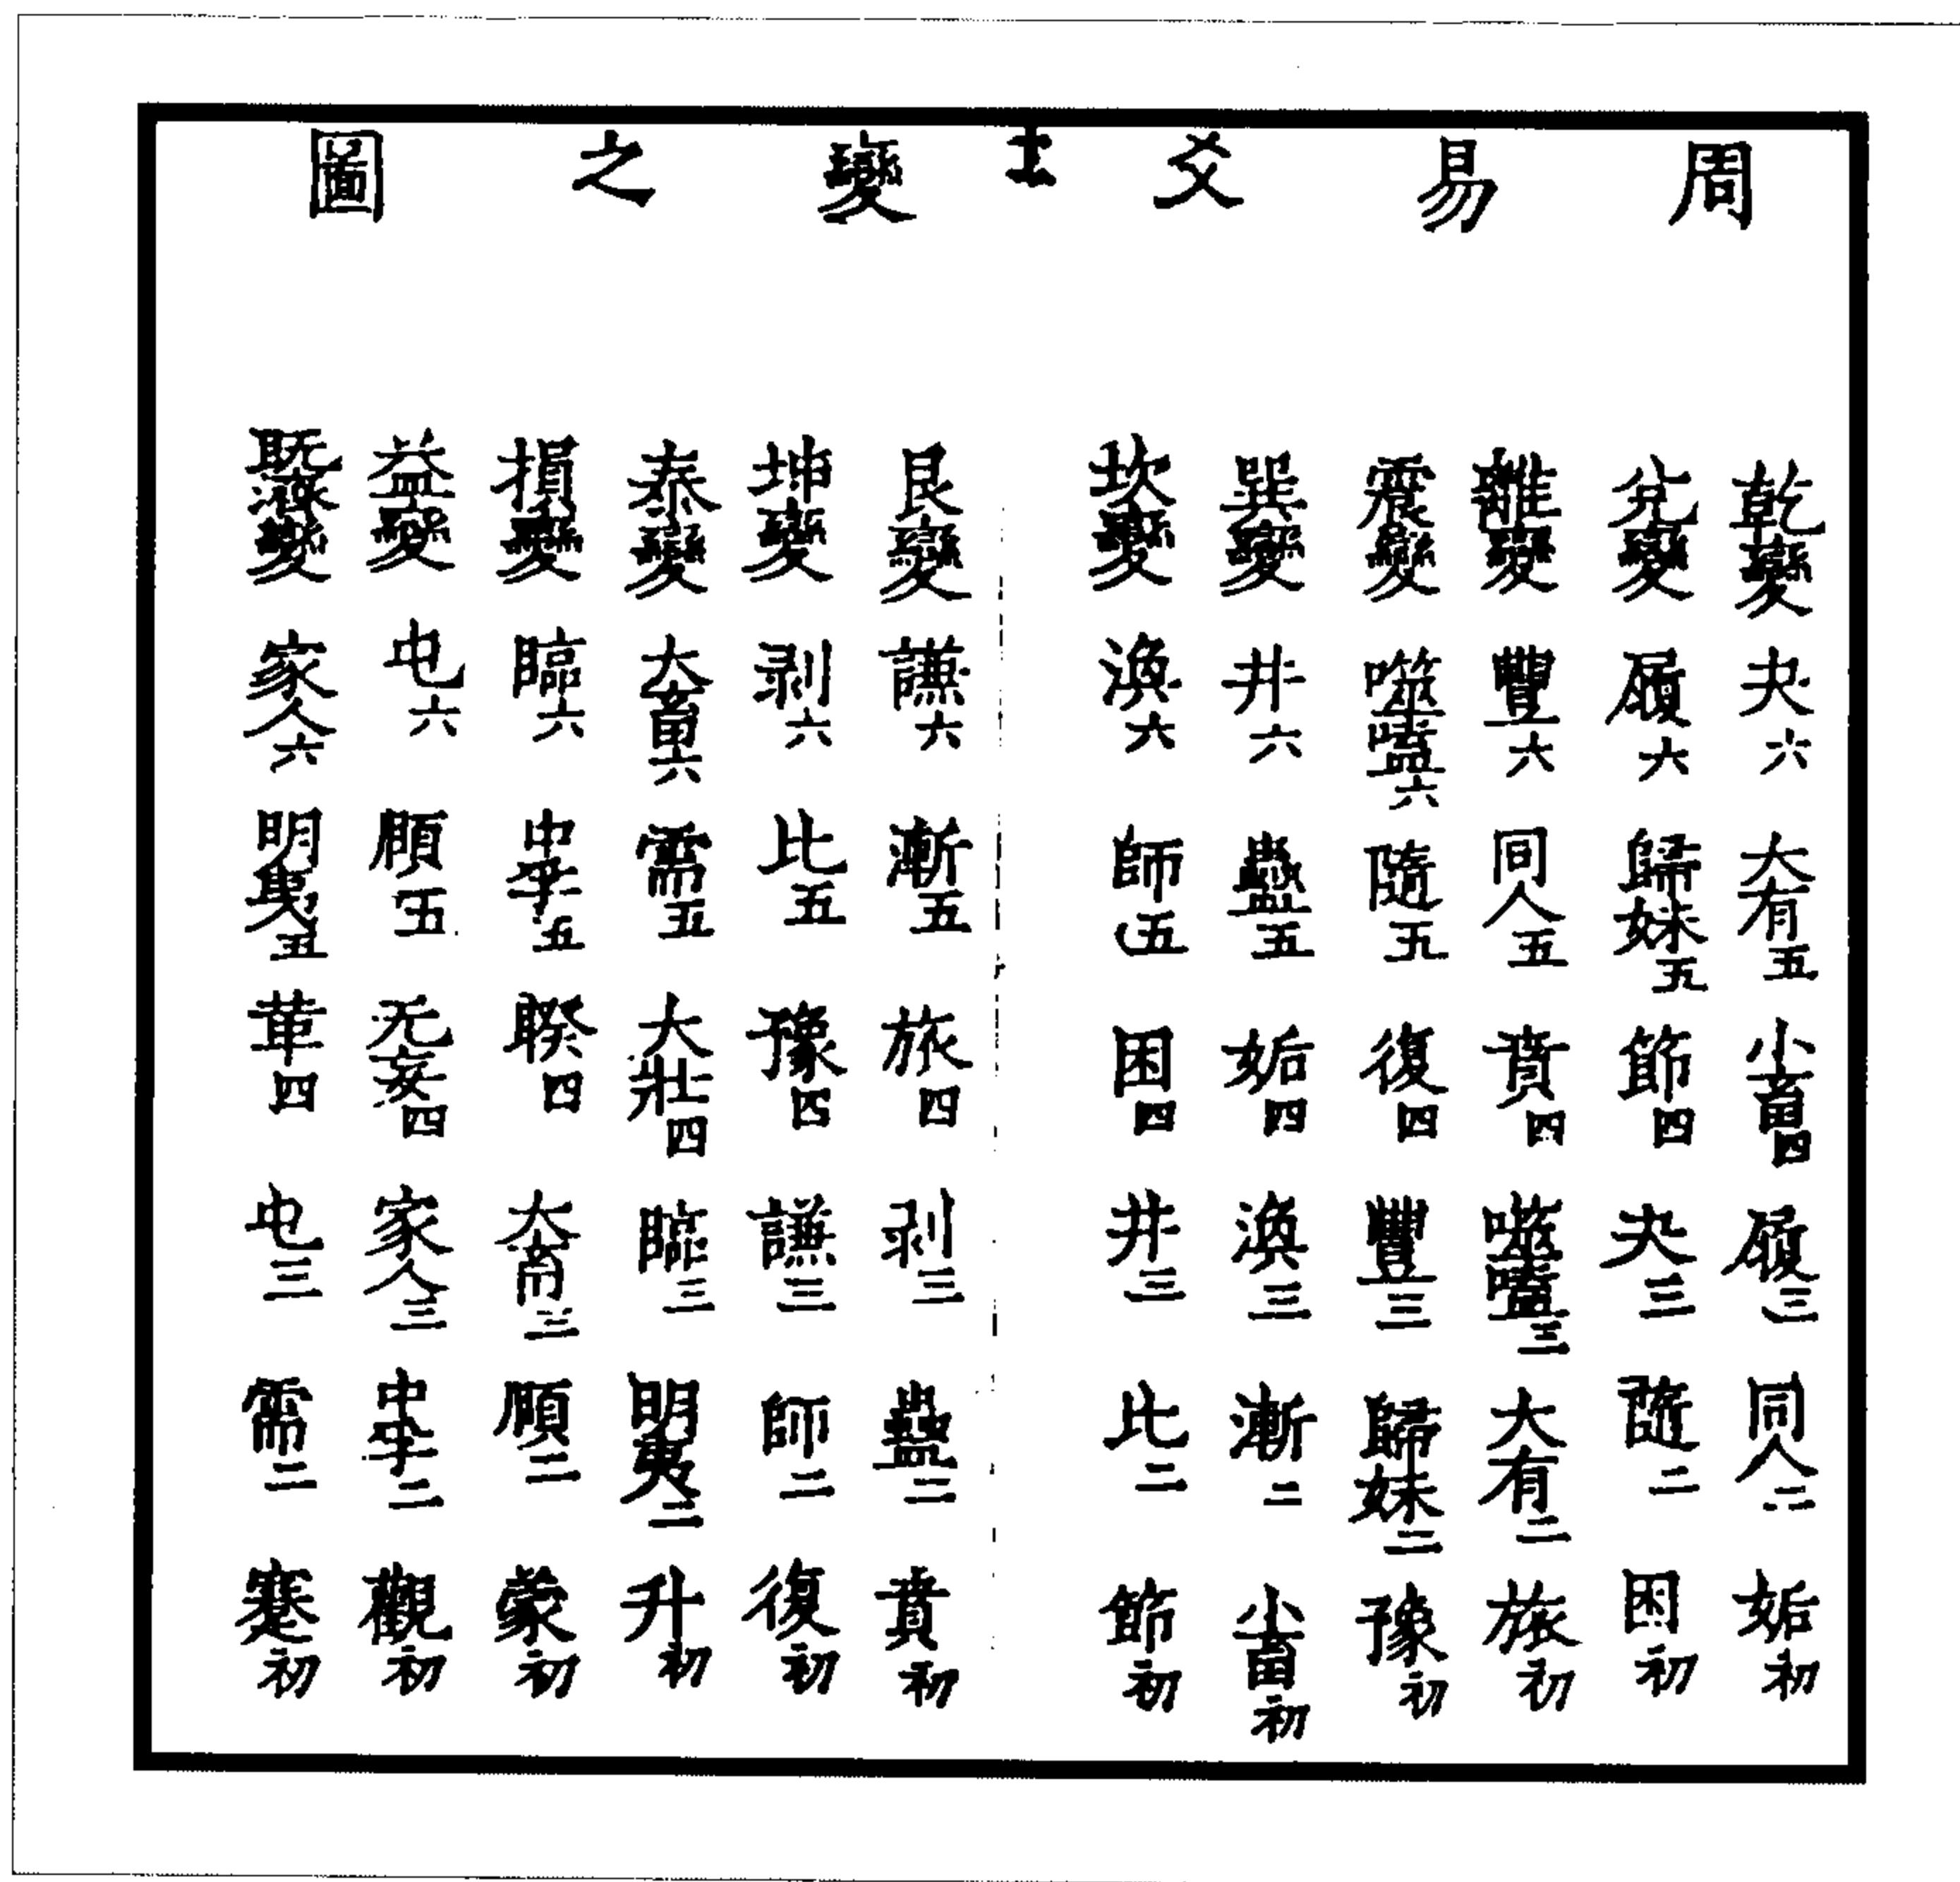 周易爻變之圖
乾變 夬六 大有五 小畜四 履三 同人二 姤初
兌變 履六 歸妹五 節四 夬三 隨二 困初
離變 豐六 同人五 賁四 噬嗑三 大有二 旅初
震變 噬嗑六 隨五 復四 豐三 歸妹二 豫初
巽變 井六 蠱五 姤四 渙三 漸二 小畜初
坎變 渙六 師五 困四 井三 比二 節初
艮變 謙六 漸五 旅四 剥三 蠱二 賁初
坤變 剥六 比五 豫四 謙三 師二 復初
泰變 大畜六 需五 大壯四 臨三 明夷二 升初
損變 臨六 中孚五 睽四 大畜三 頤二 蒙初
益變 屯六 頤五 无妄四 家人三 中孚二 觀初
既濟變 家人六 明夷五 革四 屯三 需二 蹇初